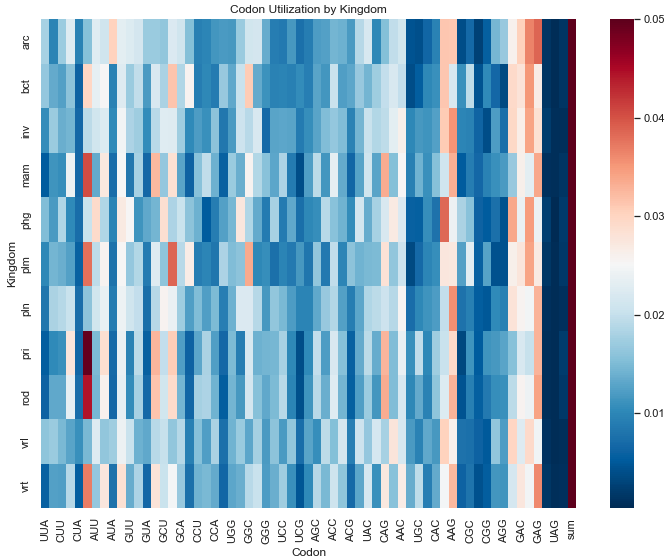 Codon Utilization by Kingdom
Kingdom
arc
bct
inv
mam
phg
plm
pln
pri
rod
vrl
vrt
UUA
CUU
CUA
AUU
AUA
GUU
GUA
GCU
GCA
CCU
CCA
UGG
GGC
GGG
UCC
UCG
AGC
ACC
ACG
UAC
CAG
AAC
UGC
CAC
AAG
CGC
CGG
AGG
GAC
GAG
UAG
sum
Codon
0.05
0.04
0.03
0.02
0.01